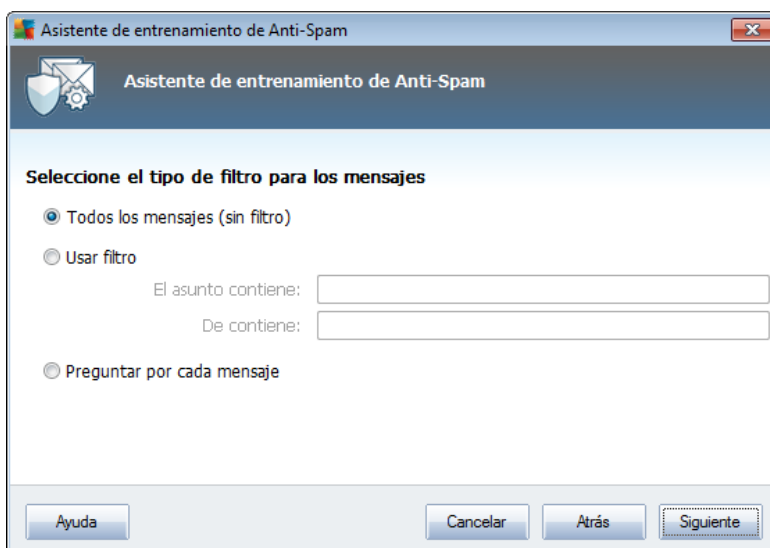 Asistente de entrenamiento de Anti-Spam
Asistente de entrenamiento de Anti-Spam
Seleccione el tipo de filtro para los mensajes
Todos los mensajes (sin filtro)
Usar filtro
El asunto contiene:
De contiene:
Preguntar por cada mensaje
Ayuda Cancelar Atrás Siguiente